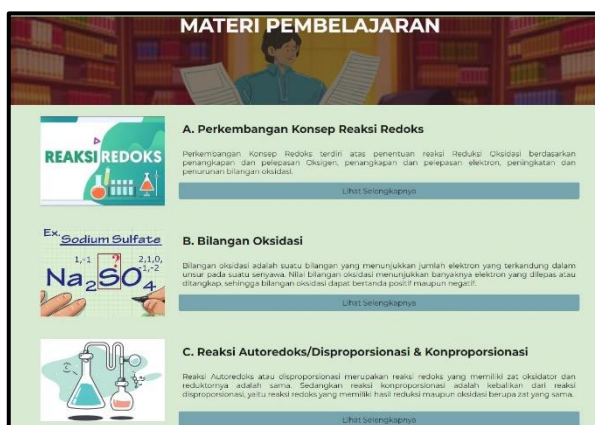 MATERI PEMBELAJARAN
REAKSI REDOKS
A. Perkembangan Konsep Reaksi Redoks
Perkembangan Konsep Redoks terdiri atas penentuan reaksi Reduksi Oksidasi berdasarkan
penangkapan dan pelepasan Oksigen, penangkapan dan pelepasan elektron, peningkatan dan
penurunan bilangan oksidasi.
Lihat Selengkapnya
Ex. Sodium Sulfate
1,-1 ? 2,1,0,
-1,-2
Na2SO4
B. Bilangan Oksidasi
Bilangan oksidasi adalah suatu bilangan yang menunjukkan jumlah elektron yang terkandung dalam
unsur pada suatu senyawa. Nilai bilangan oksidasi menunjukkan banyaknya elektron yang dilepas atau
ditangkap, sehingga bilangan oksidasi dapat bertanda positif maupun negatif.
Lihat Selengkapnya
C. Reaksi Autoredoks/Disproporsionasi & Konproporsionasi
Reaksi Autoredoks atau disproporsionasi merupakan reaksi redoks yang memiliki zat oksidator dan
reduktornya adalah sama. Sedangkan reaksi konproporsionasi adalah kebalikan dari reaksi
disproporsionasi, yaitu reaksi redoks yang memiliki hasil reduksi maupun oksidasi berupa zat yang sama.
Lihat Selengkapnya